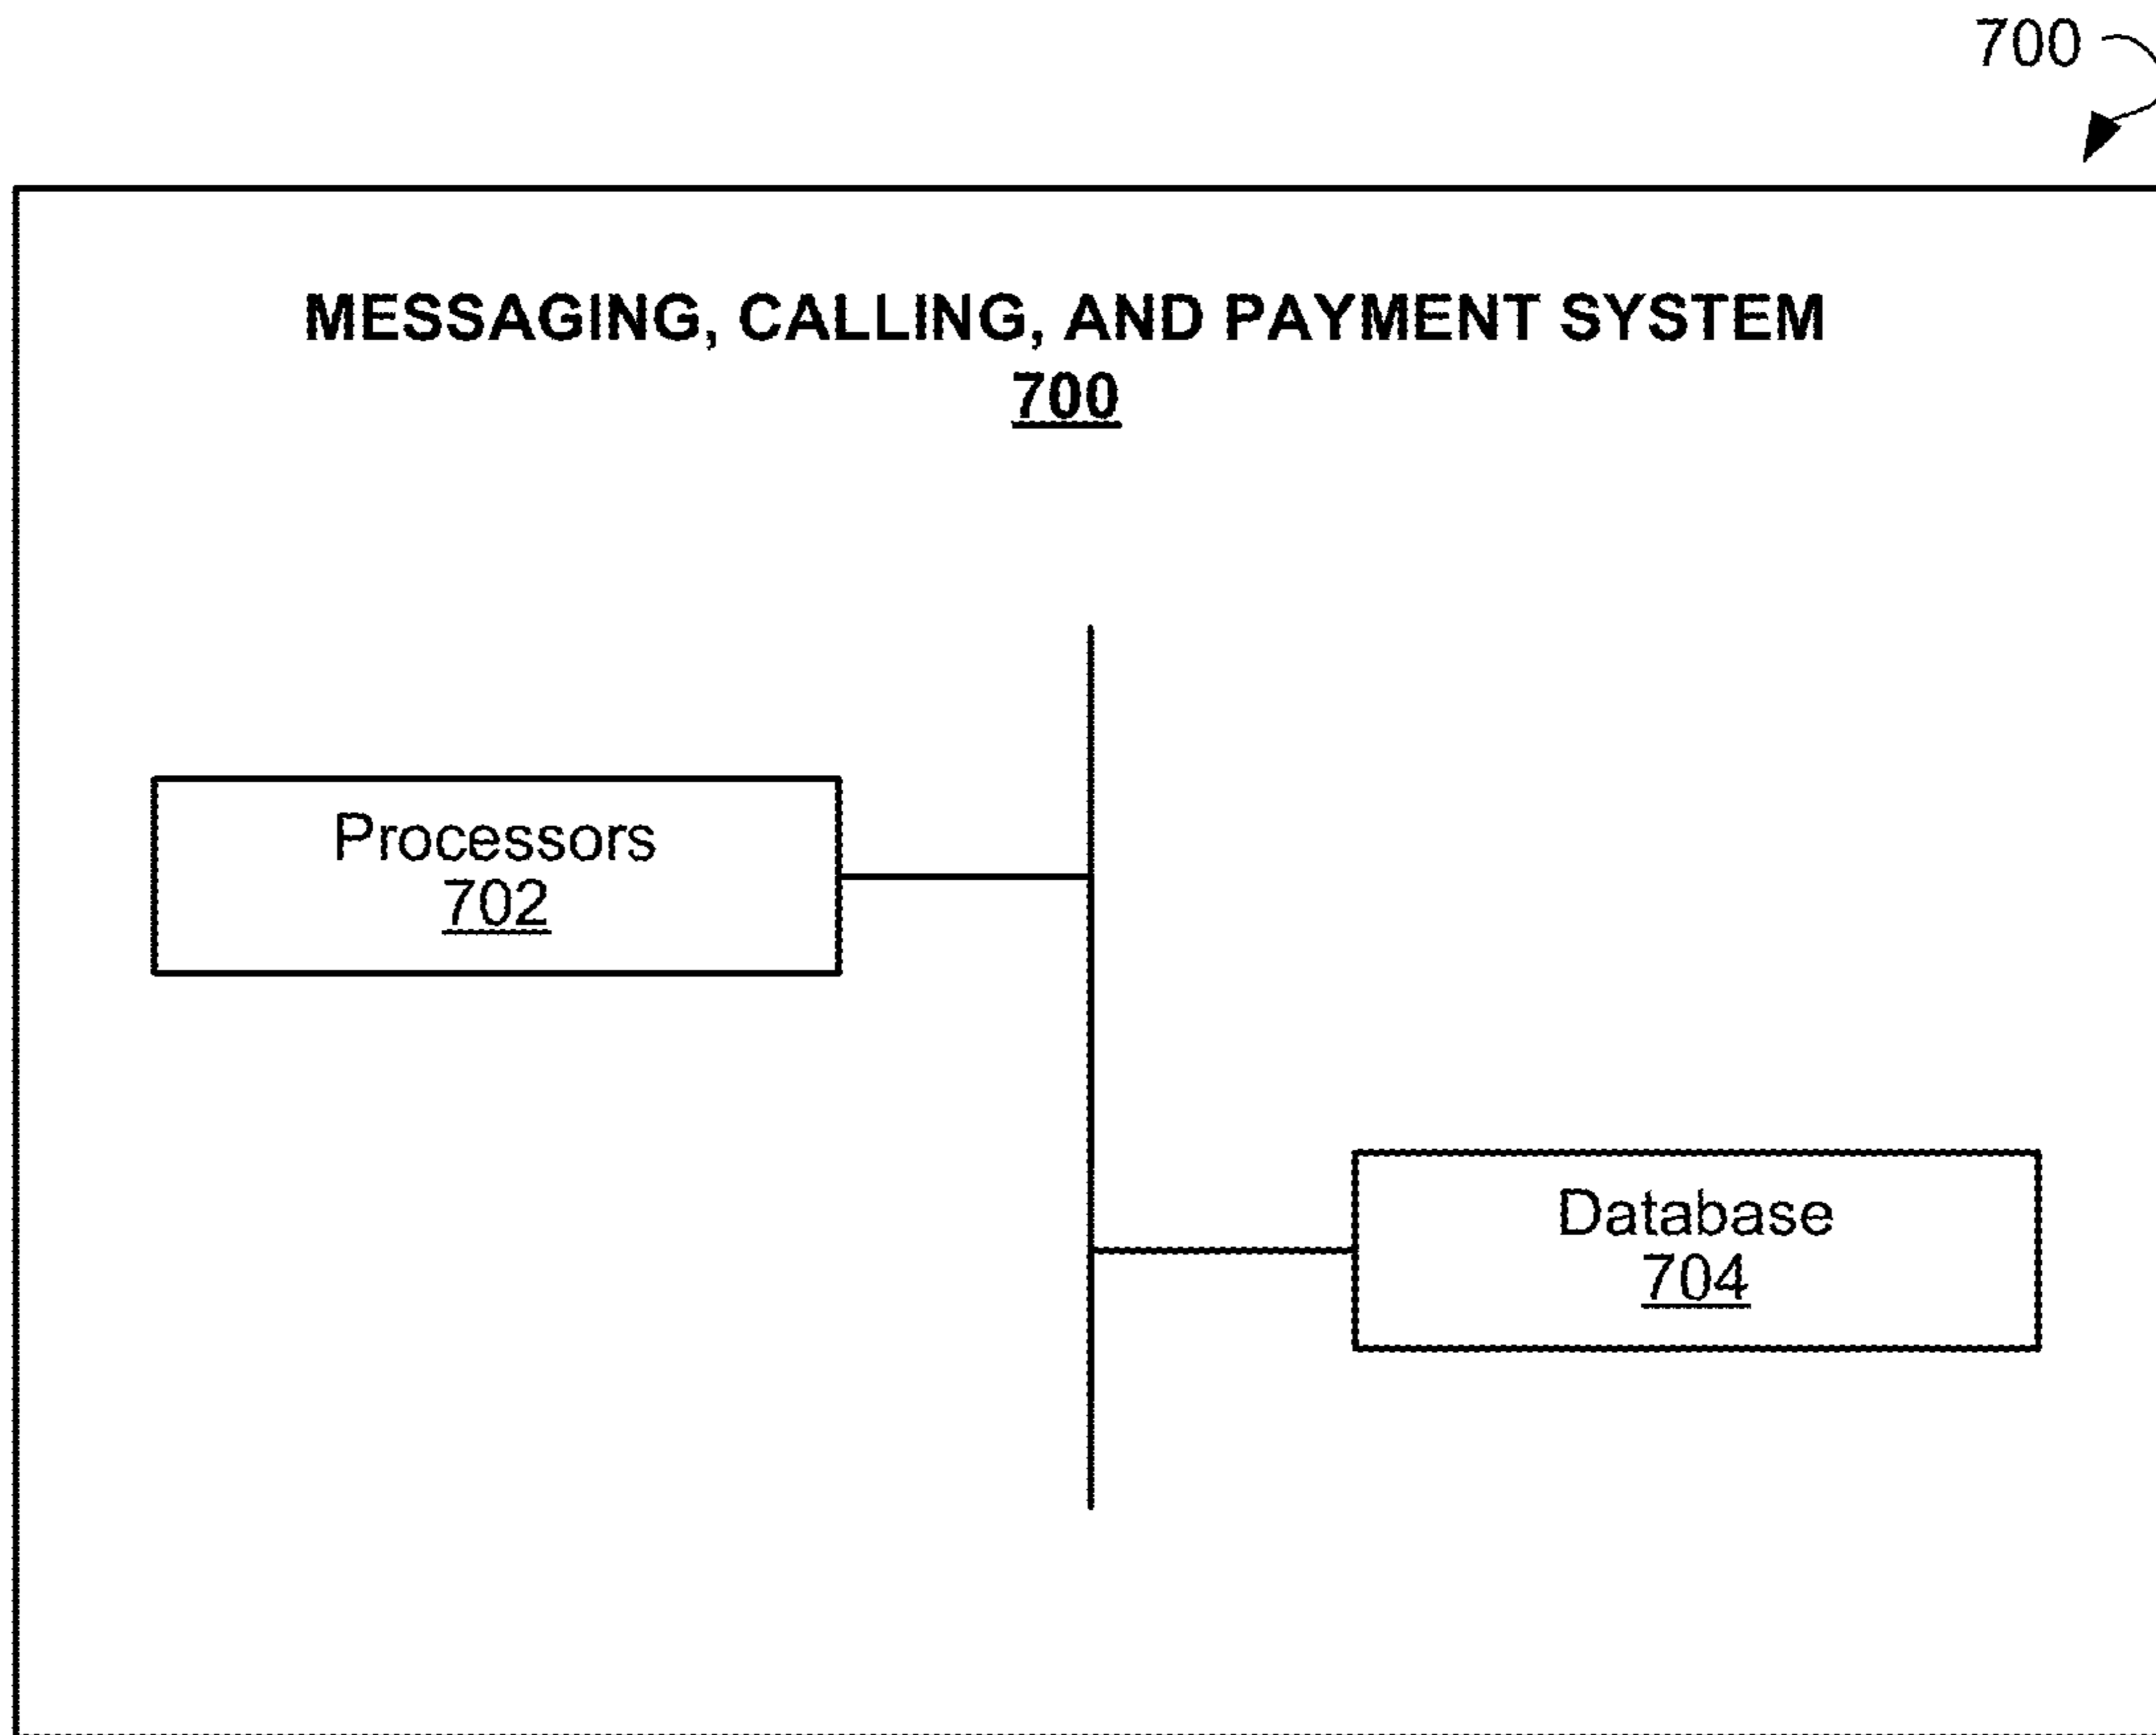 700
MESSAGING, CALLING, AND PAYMENT SYSTEM
700
Processors
702
Database
704